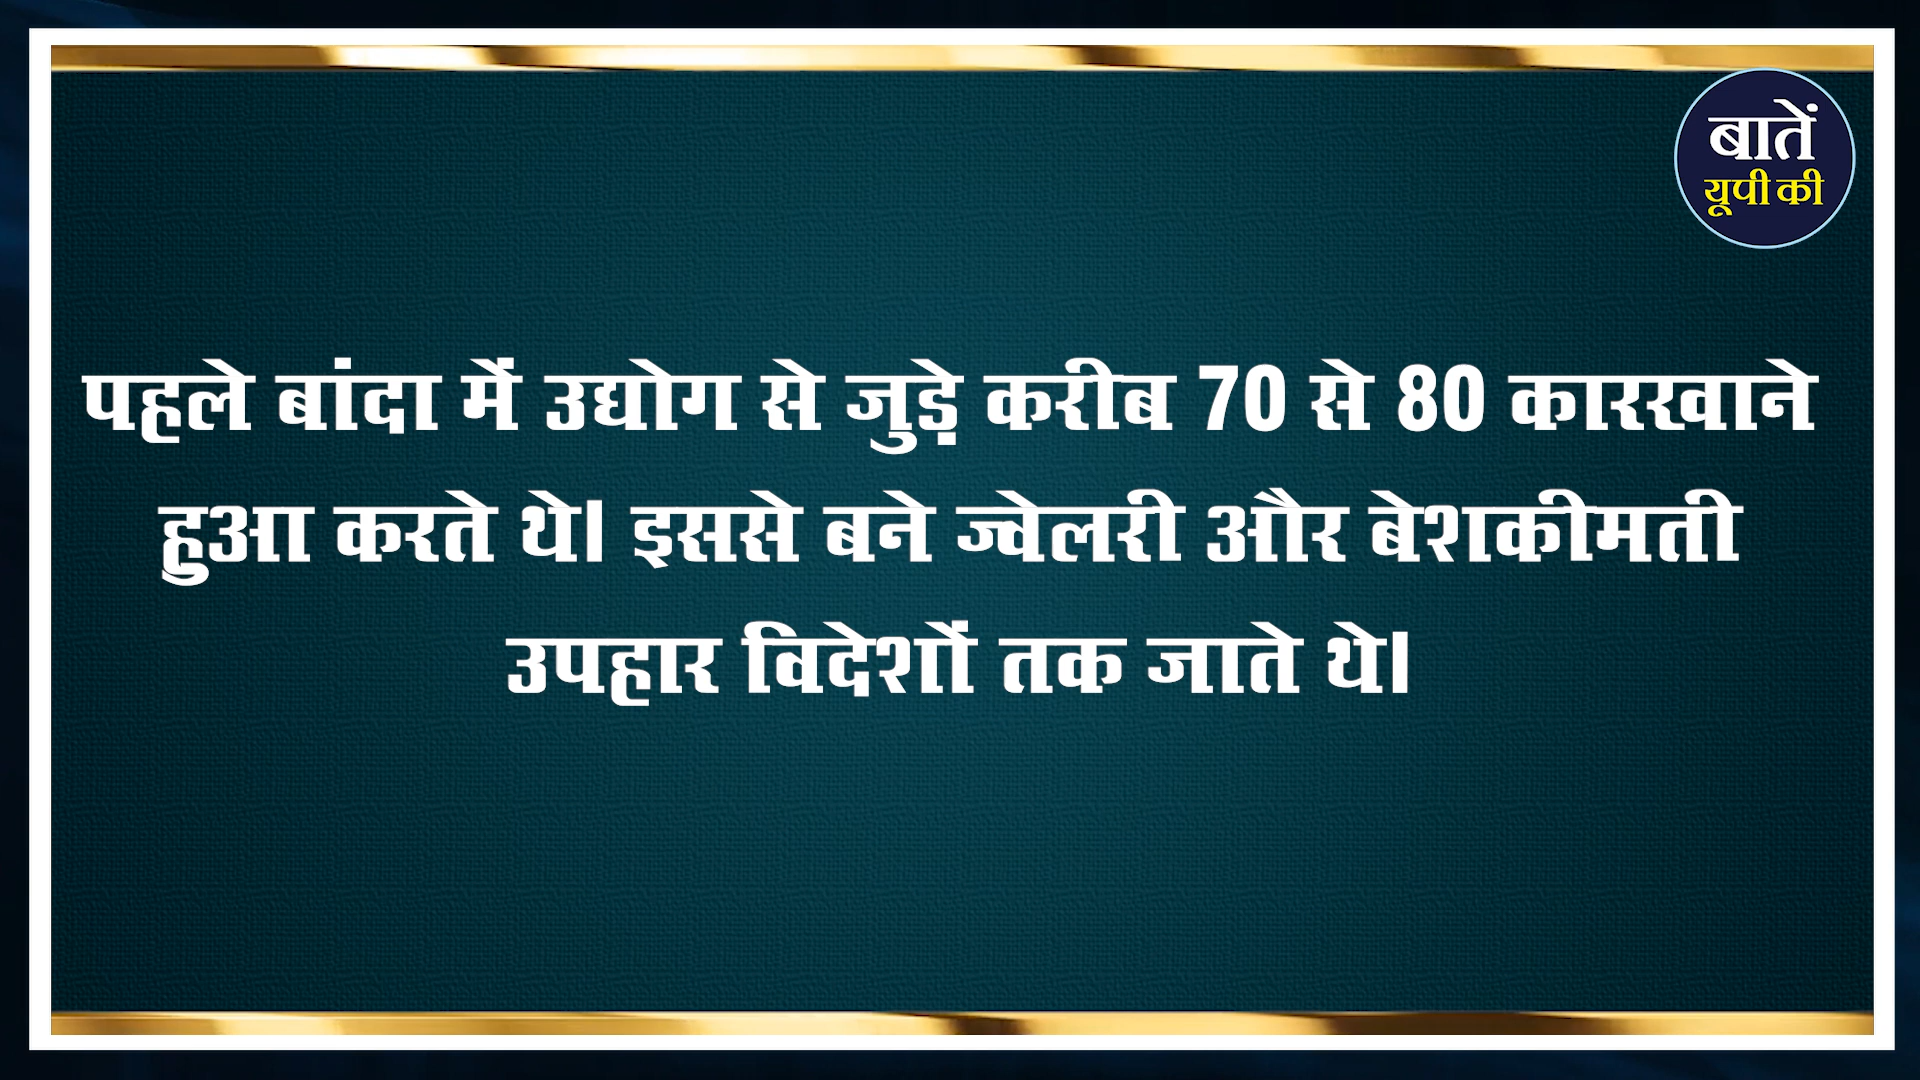 बातें
यूपी की
पहले बांदा में उद्योग से जुड़े करीब 70 से 80 कारखाने
हुआ करते थे। इससे बने ज्वेलरी और बेशकीमती
उपहार विदेशों तक जाते थे।